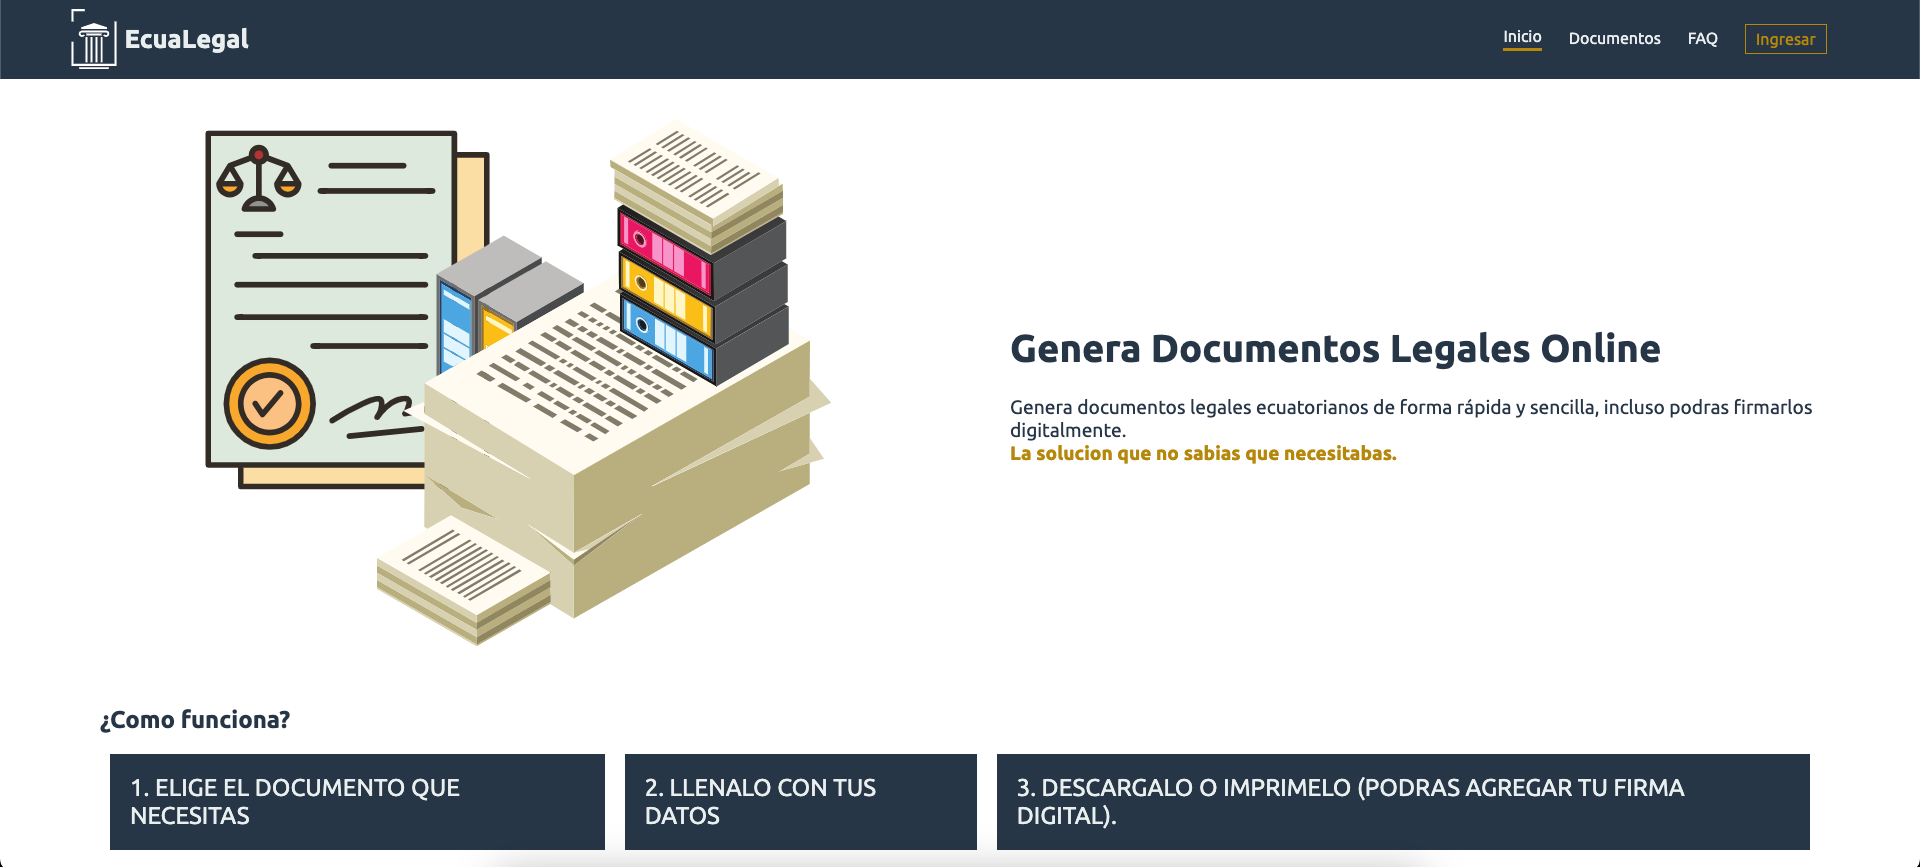 EcuaLegal
Inicio
Documentos
FAQ
Ingresar
Genera Documentos Legales Online
Genera documentos legales ecuatorianos de forma rápida y sencilla, incluso podras firmarlos
digitalmente.
La solucion que no sabias que necesitabas.
¿Como funciona?
1. ELIGE EL DOCUMENTO QUE
NECESITAS
2. LLENALO CON TUS
DATOS
3. DESCARGALO O IMPRIMELO (PODRAS AGREGAR TU FIRMA
DIGITAL).